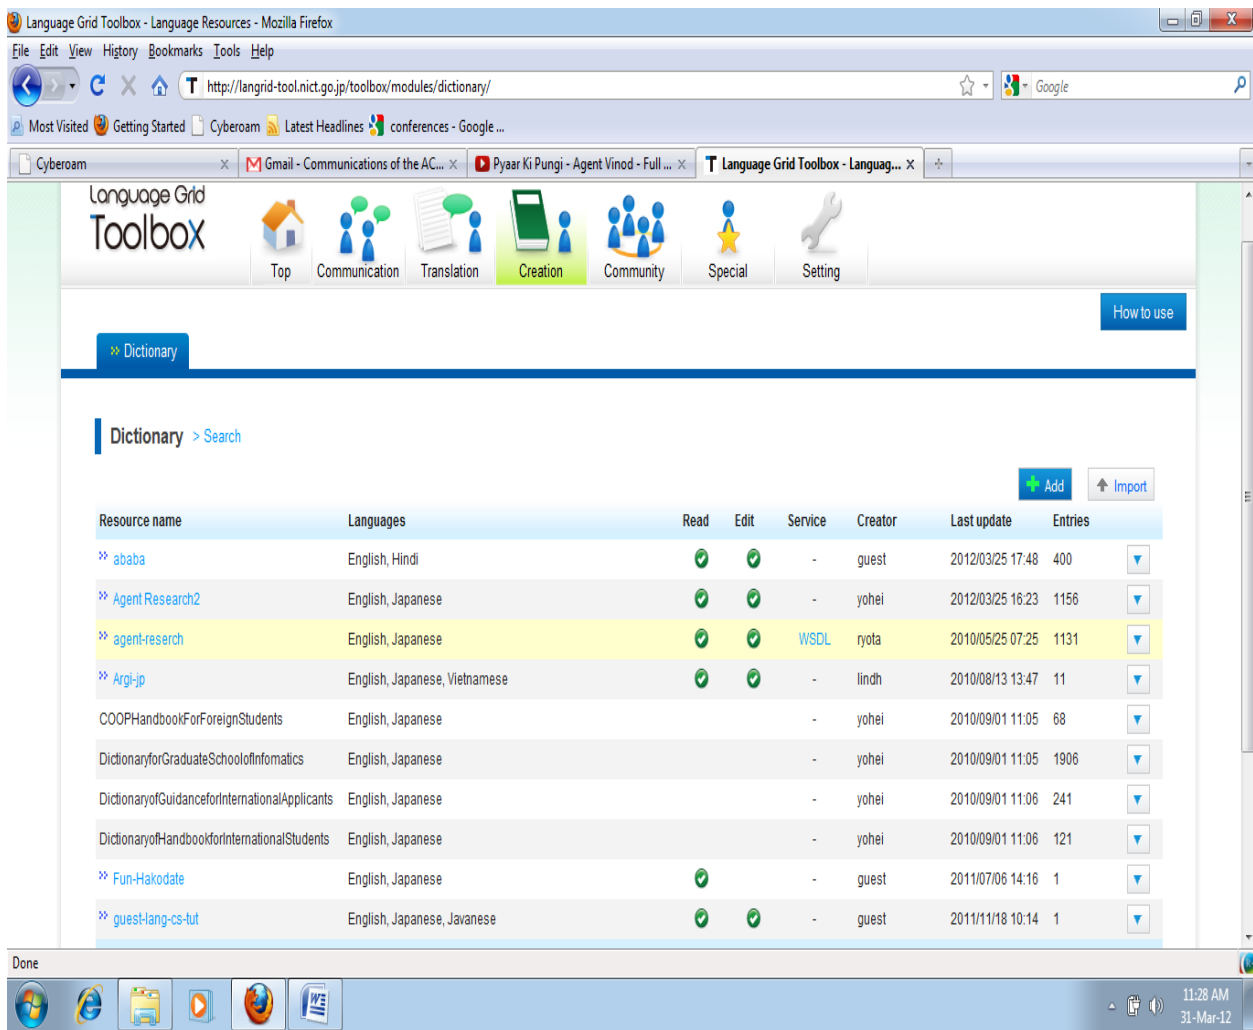 Language Grid Toolbox - Language Resources - Mozilla Firefox
File Edit View History Bookmarks Tools Help
T http://langrid-tool.nict.go.jp/toolbox/modules/dictionary/ Google
Most Visited Getting Started Cyberoam Latest Headlines conferences - Google ...
Cyberoam Gmail - Communications of the AC... Pyaar Ki Pungi - Agent Vinod - Full ... T Language Grid Toolbox - Languag...
Language Grid
Toolbox
Top Communication Translation Creation Community Special Setting
How to use
Dictionary
Dictionary > Search
Add Import
Resource name Languages Read Edit Service Creator Last update Entries
ababa English, Hindi - guest 2012/03/25 17:48 400
Agent Research2 English, Japanese - yohei 2012/03/25 16:23 1156
agent-reserch English, Japanese WSDL ryota 2010/05/25 07:25 1131
Argi-jp English, Japanese, Vietnamese - lindh 2010/08/13 13:47 11
COOPHandbookForForeignStudents English, Japanese - yohei 2010/09/01 11:05 68
DictionaryforGraduateSchoolofInfomatics English, Japanese - yohei 2010/09/01 11:05 1906
DictionaryofGuidanceforInternationalApplicants English, Japanese - yohei 2010/09/01 11:06 241
DictionaryofHandbookforInternationalStudents English, Japanese - yohei 2010/09/01 11:06 121
Fun-Hakodate English, Japanese - guest 2011/07/06 14:16 1
guest-lang-cs-tut English, Japanese, Javanese - guest 2011/11/18 10:14 1
Done
11:28 AM
31-Mar-12